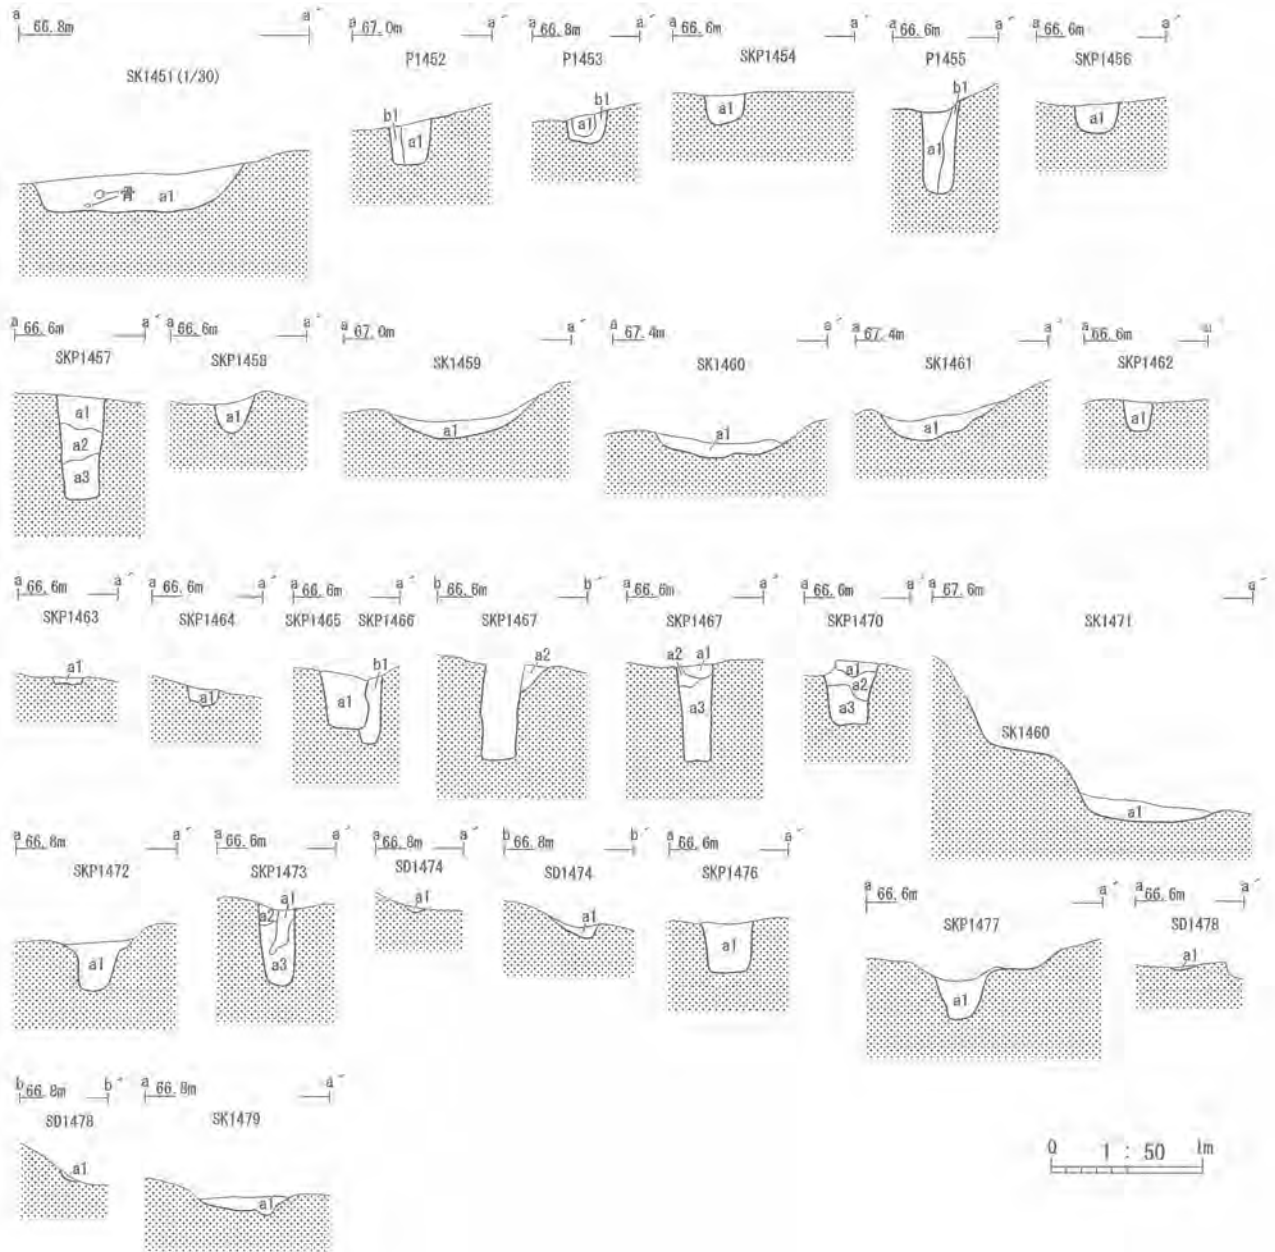 a 66.8m a´
SK1451(1/30)
骨 a1
a 67.0m a´
P1452
b1
a1
a 66.8m a´
P1453
b1
a1
a 66.6m a´
SKP1454
a1
a 66.6m a´
P1455
b1
a1
a 66.6m a´
SKP1456
a1
a 66.6m a´
SKP1457
a1
a2
a3
a 66.6m a´
SKP1458
a1
a 67.0m a´
SK1459
a1
a 67.4m a´
SK1460
a1
a 67.4m a´
SK1461
a1
a 66.6m a´
SKP1462
a1
a 66.6m a´
SKP1463
a1
a 66.6m a´
SKP1464
a1
a 66.6m a´
SKP1465 SKP1466
b1
a1
b 66.6m b´
SKP1467
a2
a 66.6m a´
SKP1467
a2 a1
a3
a 66.6m a´
SKP1470
a1
a2
a3
a 67.6m a´
SK1471
SK1460
a1
a 66.8m a´
SKP1472
a1
a 66.6m a´
SKP1473
a1
a2
a3
a 66.8m a´
SD1474
a1
b 66.8m b´
SD1474
a1
a 66.6m a´
SKP1476
a1
a 66.6m a´
SKP1477
a1
a 66.6m a´
SD1478
a1
b 66.8m b´
SD1478
a1
a 66.8m a´
SK1479
a1
0 1 : 50 1m